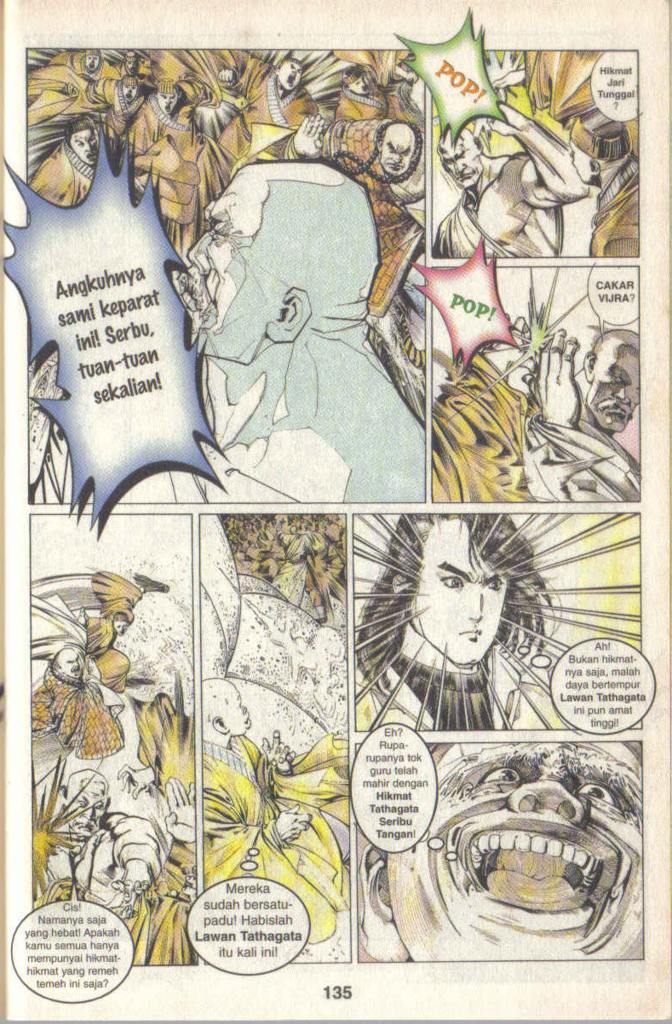 Angkuhnya
sami keparat
ini! Serbu,
tuan-tuan
sekalian!
POP!
Hikmat
Jari
Tunggal
?
POP!
CAKAR
VIJRA?
Cis!
Namanya saja
yang hebat! Apakah
kamu semua hanya
mempunyai hikmat-
hikmat yang remeh
temeh ini saja?
Mereka
sudah bersatu-
padu! Habislah
Lawan Tathagata
itu kali ini!
Ah!
Bukan hikmat-
nya saja, malah
daya bertempur
Lawan Tathagata
ini pun amat
tinggi!
Eh?
Rupa-
rupanya tok
guru telah
mahir dengan
Hikmat
Tathagata
Seribu
Tangan!
135